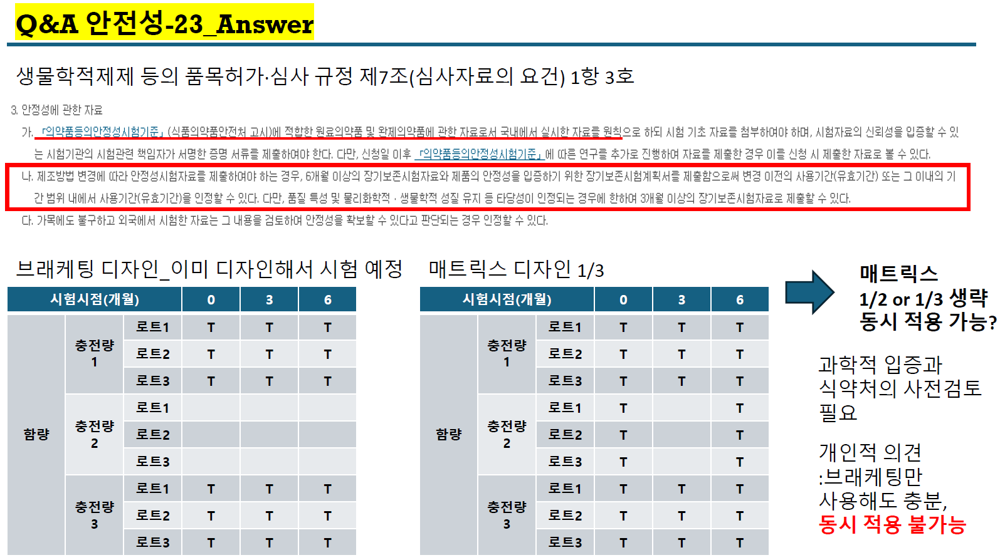 Q&A 안전성-23_Answer
생물학적제제 등의 품목허가·심사 규정 제7조(심사자료의 요건) 1항 3호
3. 안정성에 관한 자료
가. 「의약품등의안정성시험기준」(식품의약품안전처 고시)에 적합한 원료의약품 및 완제의약품에 관한 자료로서 국내에서 실시한 자료를 원칙으로 하되 시험 기초 자료를 첨부하여야 하며, 시험자료의 신뢰성을 입증할 수 있
는 시험기관의 시험관련 책임자가 서명한 증명 서류를 제출하여야 한다. 다만, 신청일 이후 「의약품등의안정성시험기준」에 따른 연구를 추가로 진행하여 자료를 제출한 경우 이를 신청 시 제출한 자료로 볼 수 있다.
나. 제조방법 변경에 따라 안정성시험자료를 제출하여야 하는 경우, 6개월 이상의 장기보존시험자료와 제품의 안정성을 입증하기 위한 장기보존시험계획서를 제출함으로써 변경 이전의 사용기간(유효기간) 또는 그 이내의 기
간 범위 내에서 사용기간(유효기간)을 인정할 수 있다. 다만, 품질 특성 및 물리화학적·생물학적 성질 유지 등 타당성이 인정되는 경우에 한하여 3개월 이상의 장기보존시험자료로 제출할 수 있다.
다. 가목에도 불구하고 외국에서 시험한 자료는 그 내용을 검토하여 안정성을 확보할 수 있다고 판단되는 경우 인정할 수 있다.
브래케팅 디자인_이미 디자인해서 시험 예정
시험시점(개월) 0 3 6
함량
충전량
1
로트1 T T T
로트2 T T T
로트3 T T T
충전량
2
로트1
로트2
로트3
충전량
3
로트1 T T T
로트2 T T T
로트3 T T T
매트릭스 디자인 1/3
시험시점(개월) 0 3 6
함량
충전량
1
로트1 T T T
로트2 T T T
로트3 T T T
충전량
2
로트1 T T
로트2 T T
로트3 T T
충전량
3
로트1 T T T
로트2 T T T
로트3 T T T
매트릭스
1/2 or 1/3 생략
동시 적용 가능?
과학적 입증과
식약처의 사전검토
필요
개인적 의견
:브래케팅만
사용해도 충분,
동시 적용 불가능